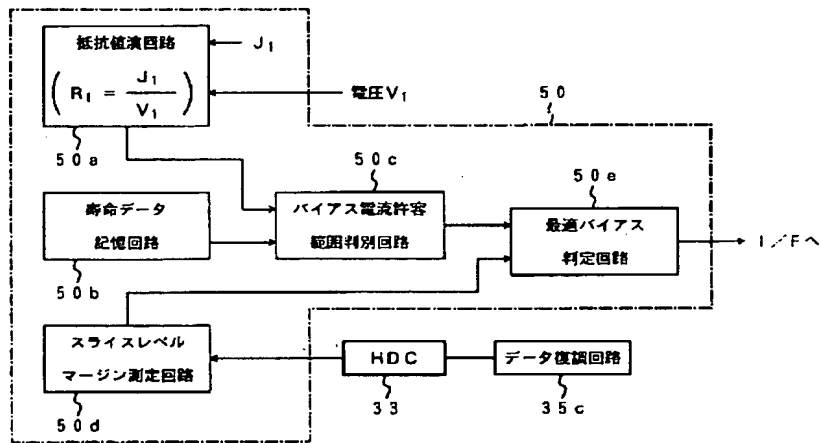 抵抗値演回路
J₁
( R₁ = J₁ / V₁ )
電圧V₁
50
50a
50c
50e
寿命データ
記憶回路
バイアス電流許容
範囲判別回路
最適バイアス
判定回路
I/Fへ
50b
スライスレベル
マージン測定回路
HDC
データ復調回路
50d
33
35c